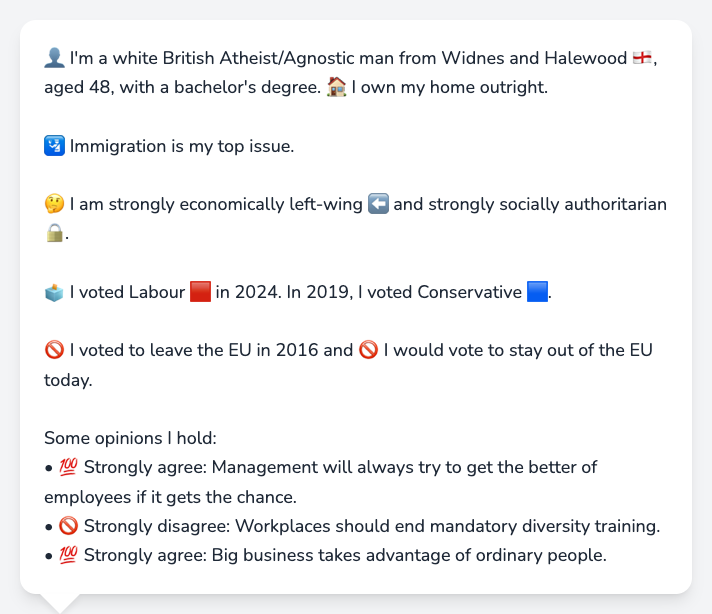 👤 I'm a white British Atheist/Agnostic man from Widnes and Halewood 🏴󠁧󠁢󠁥󠁮󠁧󠁿,
aged 48, with a bachelor's degree. 🏠 I own my home outright.
🛂 Immigration is my top issue.
🤔 I am strongly economically left-wing ⬅️ and strongly socially authoritarian
🔒.
🗳️ I voted Labour 🟥 in 2024. In 2019, I voted Conservative 🟦.
🚫 I voted to leave the EU in 2016 and 🚫 I would vote to stay out of the EU
today.
Some opinions I hold:
• 💯 Strongly agree: Management will always try to get the better of
employees if it gets the chance.
• 🚫 Strongly disagree: Workplaces should end mandatory diversity training.
• 💯 Strongly agree: Big business takes advantage of ordinary people.